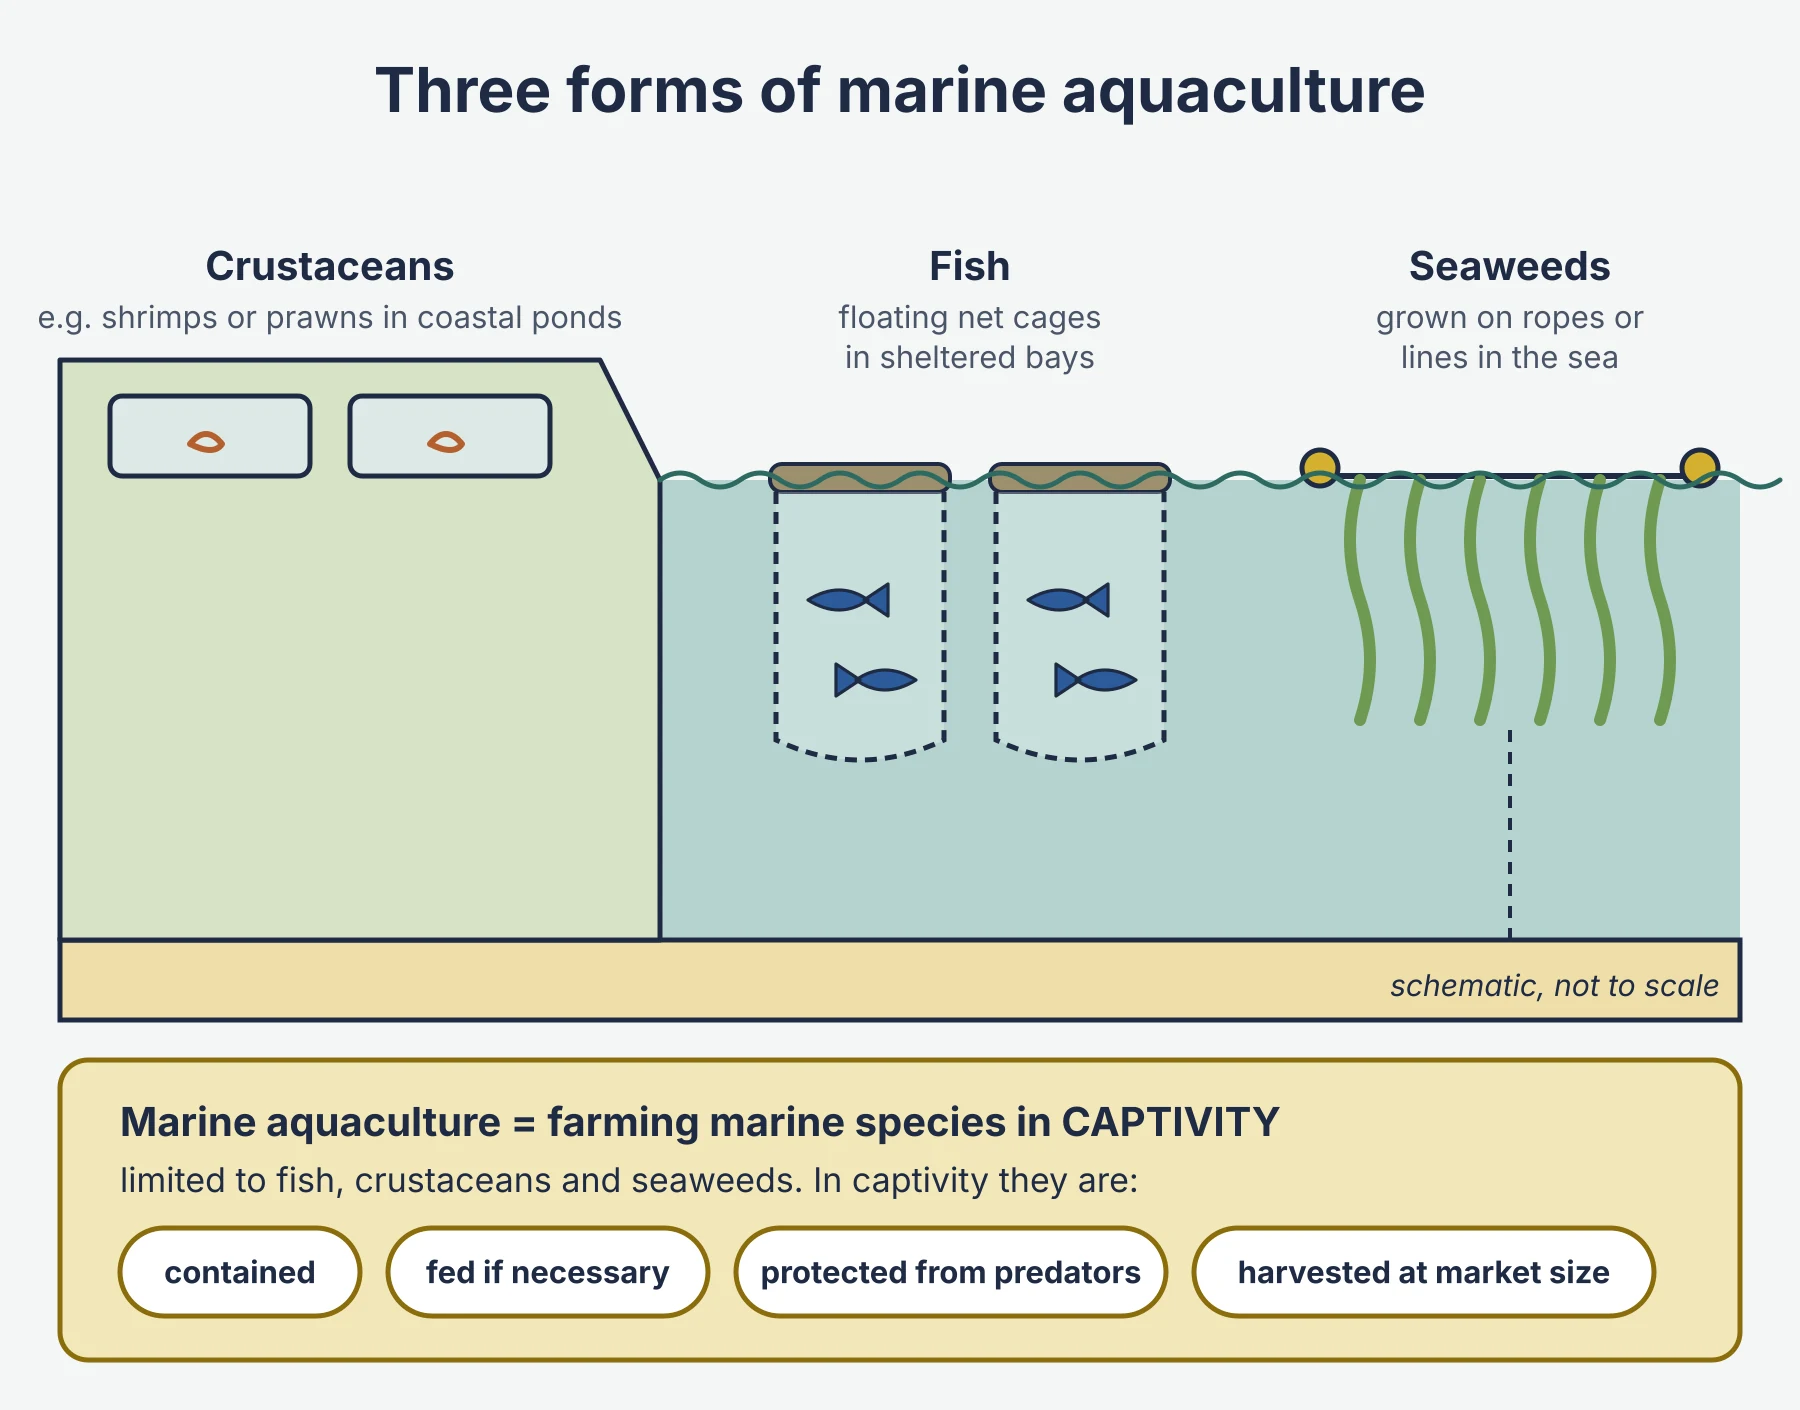 Three forms of marine aquaculture
Crustaceans
e.g. shrimps or prawns in coastal ponds
Fish
floating net cages
in sheltered bays
Seaweeds
grown on ropes or
lines in the sea
schematic, not to scale
Marine aquaculture = farming marine species in CAPTIVITY
limited to fish, crustaceans and seaweeds. In captivity they are:
contained
fed if necessary
protected from predators
harvested at market size